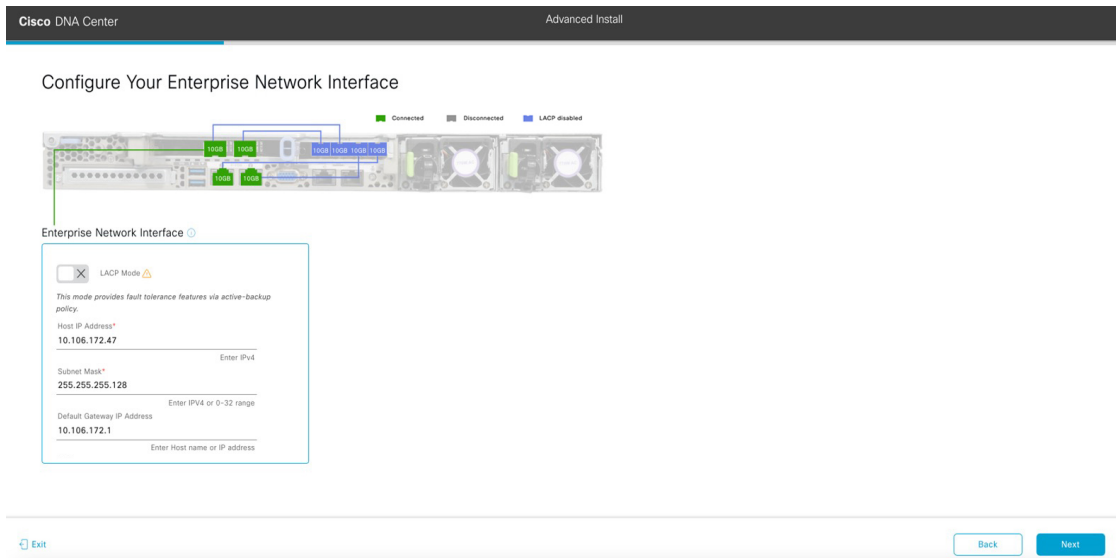 Cisco DNA Center
Advanced Install
Configure Your Enterprise Network Interface
Connected Disconnected LACP disabled
10GB 10GB 10GB 10GB 10GB 10GB
10GB 10GB
Enterprise Network Interface
LACP Mode
This mode provides fault tolerance features via active-backup
policy.
Host IP Address*
10.106.172.47
Enter IPv4
Subnet Mask*
255.255.255.128
Enter IPV4 or 0-32 range
Default Gateway IP Address
10.106.172.1
Enter Host name or IP address
Exit
Back
Next